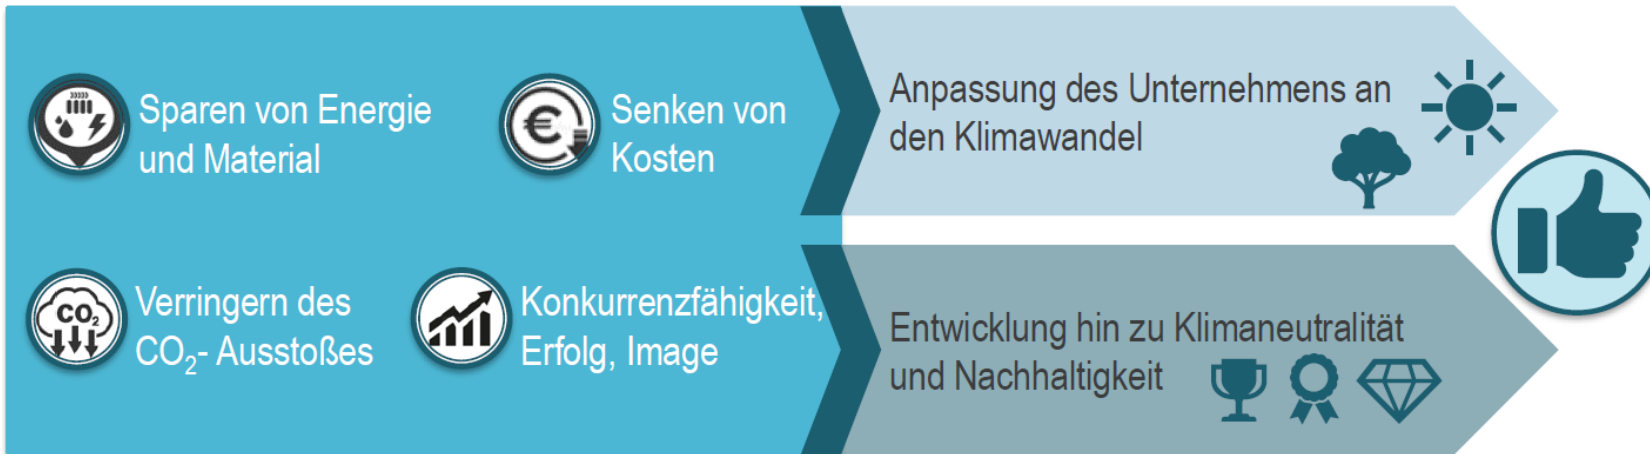 Sparen von Energie
und Material
Senken von
Kosten
Verringern des
CO₂- Ausstoßes
CO₂
Konkurrenzfähigkeit,
Erfolg, Image
Anpassung des Unternehmens an
den Klimawandel
Entwicklung hin zu Klimaneutralität
und Nachhaltigkeit